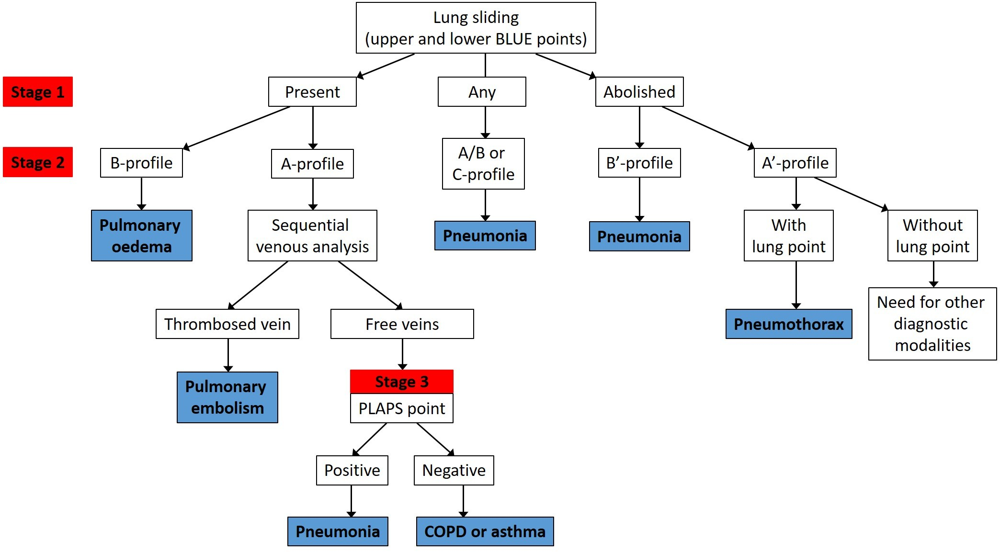 Lung sliding
(upper and lower BLUE points)
Stage 1
Present
Any
Abolished
Stage 2
B-profile
A-profile
A/B or
C-profile
B’-profile
A’-profile
Pulmonary
oedema
Sequential
venous analysis
Pneumonia
Pneumonia
With
lung point
Without
lung point
Thrombosed vein
Free veins
Pneumothorax
Need for other
diagnostic
modalities
Pulmonary
embolism
Stage 3
PLAPS point
Positive
Negative
Pneumonia
COPD or asthma